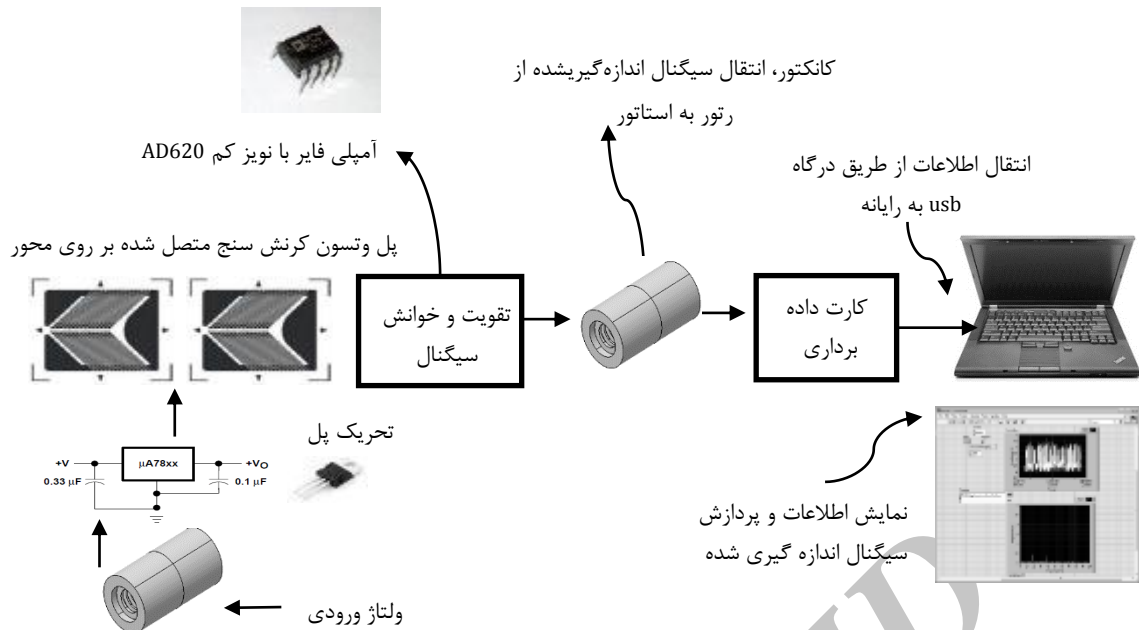 کانکتور، انتقال سیگنال اندازه‌گیریشده از
رتور به استاتور
آمپلی فایر با نویز کم AD620
انتقال اطلاعات از طریق درگاه
usb به رایانه
پل وتسون کرنش سنج متصل شده بر روی محور
تقویت و خوانش
سیگنال
کارت داده
برداری
تحریک پل
+V
μA78xx
+VO
0.33 μF
0.1 μF
نمایش اطلاعات و پردازش
سیگنال اندازه گیری شده
ولتاژ ورودی